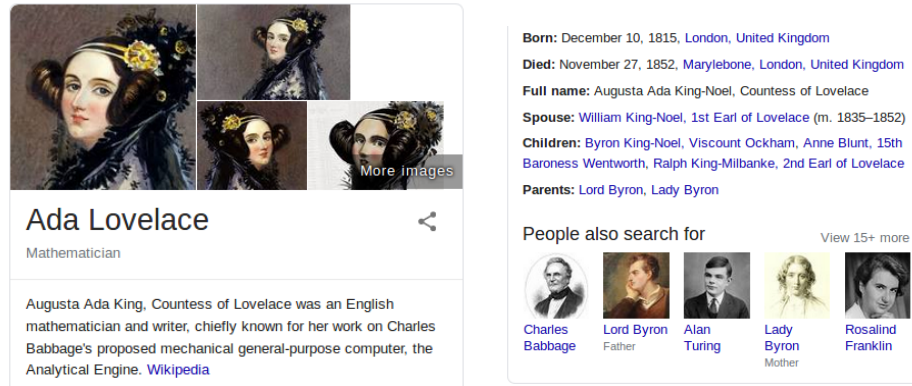 More images
Ada Lovelace
Mathematician
Augusta Ada King, Countess of Lovelace was an English
mathematician and writer, chiefly known for her work on Charles
Babbage's proposed mechanical general-purpose computer, the
Analytical Engine. Wikipedia
Born: December 10, 1815, London, United Kingdom
Died: November 27, 1852, Marylebone, London, United Kingdom
Full name: Augusta Ada King-Noel, Countess of Lovelace
Spouse: William King-Noel, 1st Earl of Lovelace (m. 1835–1852)
Children: Byron King-Noel, Viscount Ockham, Anne Blunt, 15th
Baroness Wentworth, Ralph King-Milbanke, 2nd Earl of Lovelace
Parents: Lord Byron, Lady Byron
People also search for
View 15+ more
Charles
Babbage
Lord Byron
Father
Alan
Turing
Lady
Byron
Mother
Rosalind
Franklin